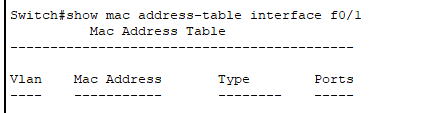 Switch#show mac address-table interface f0/1
Mac Address Table
-------------------------------------------
Vlan    Mac Address       Type        Ports
----    -----------       --------    -----